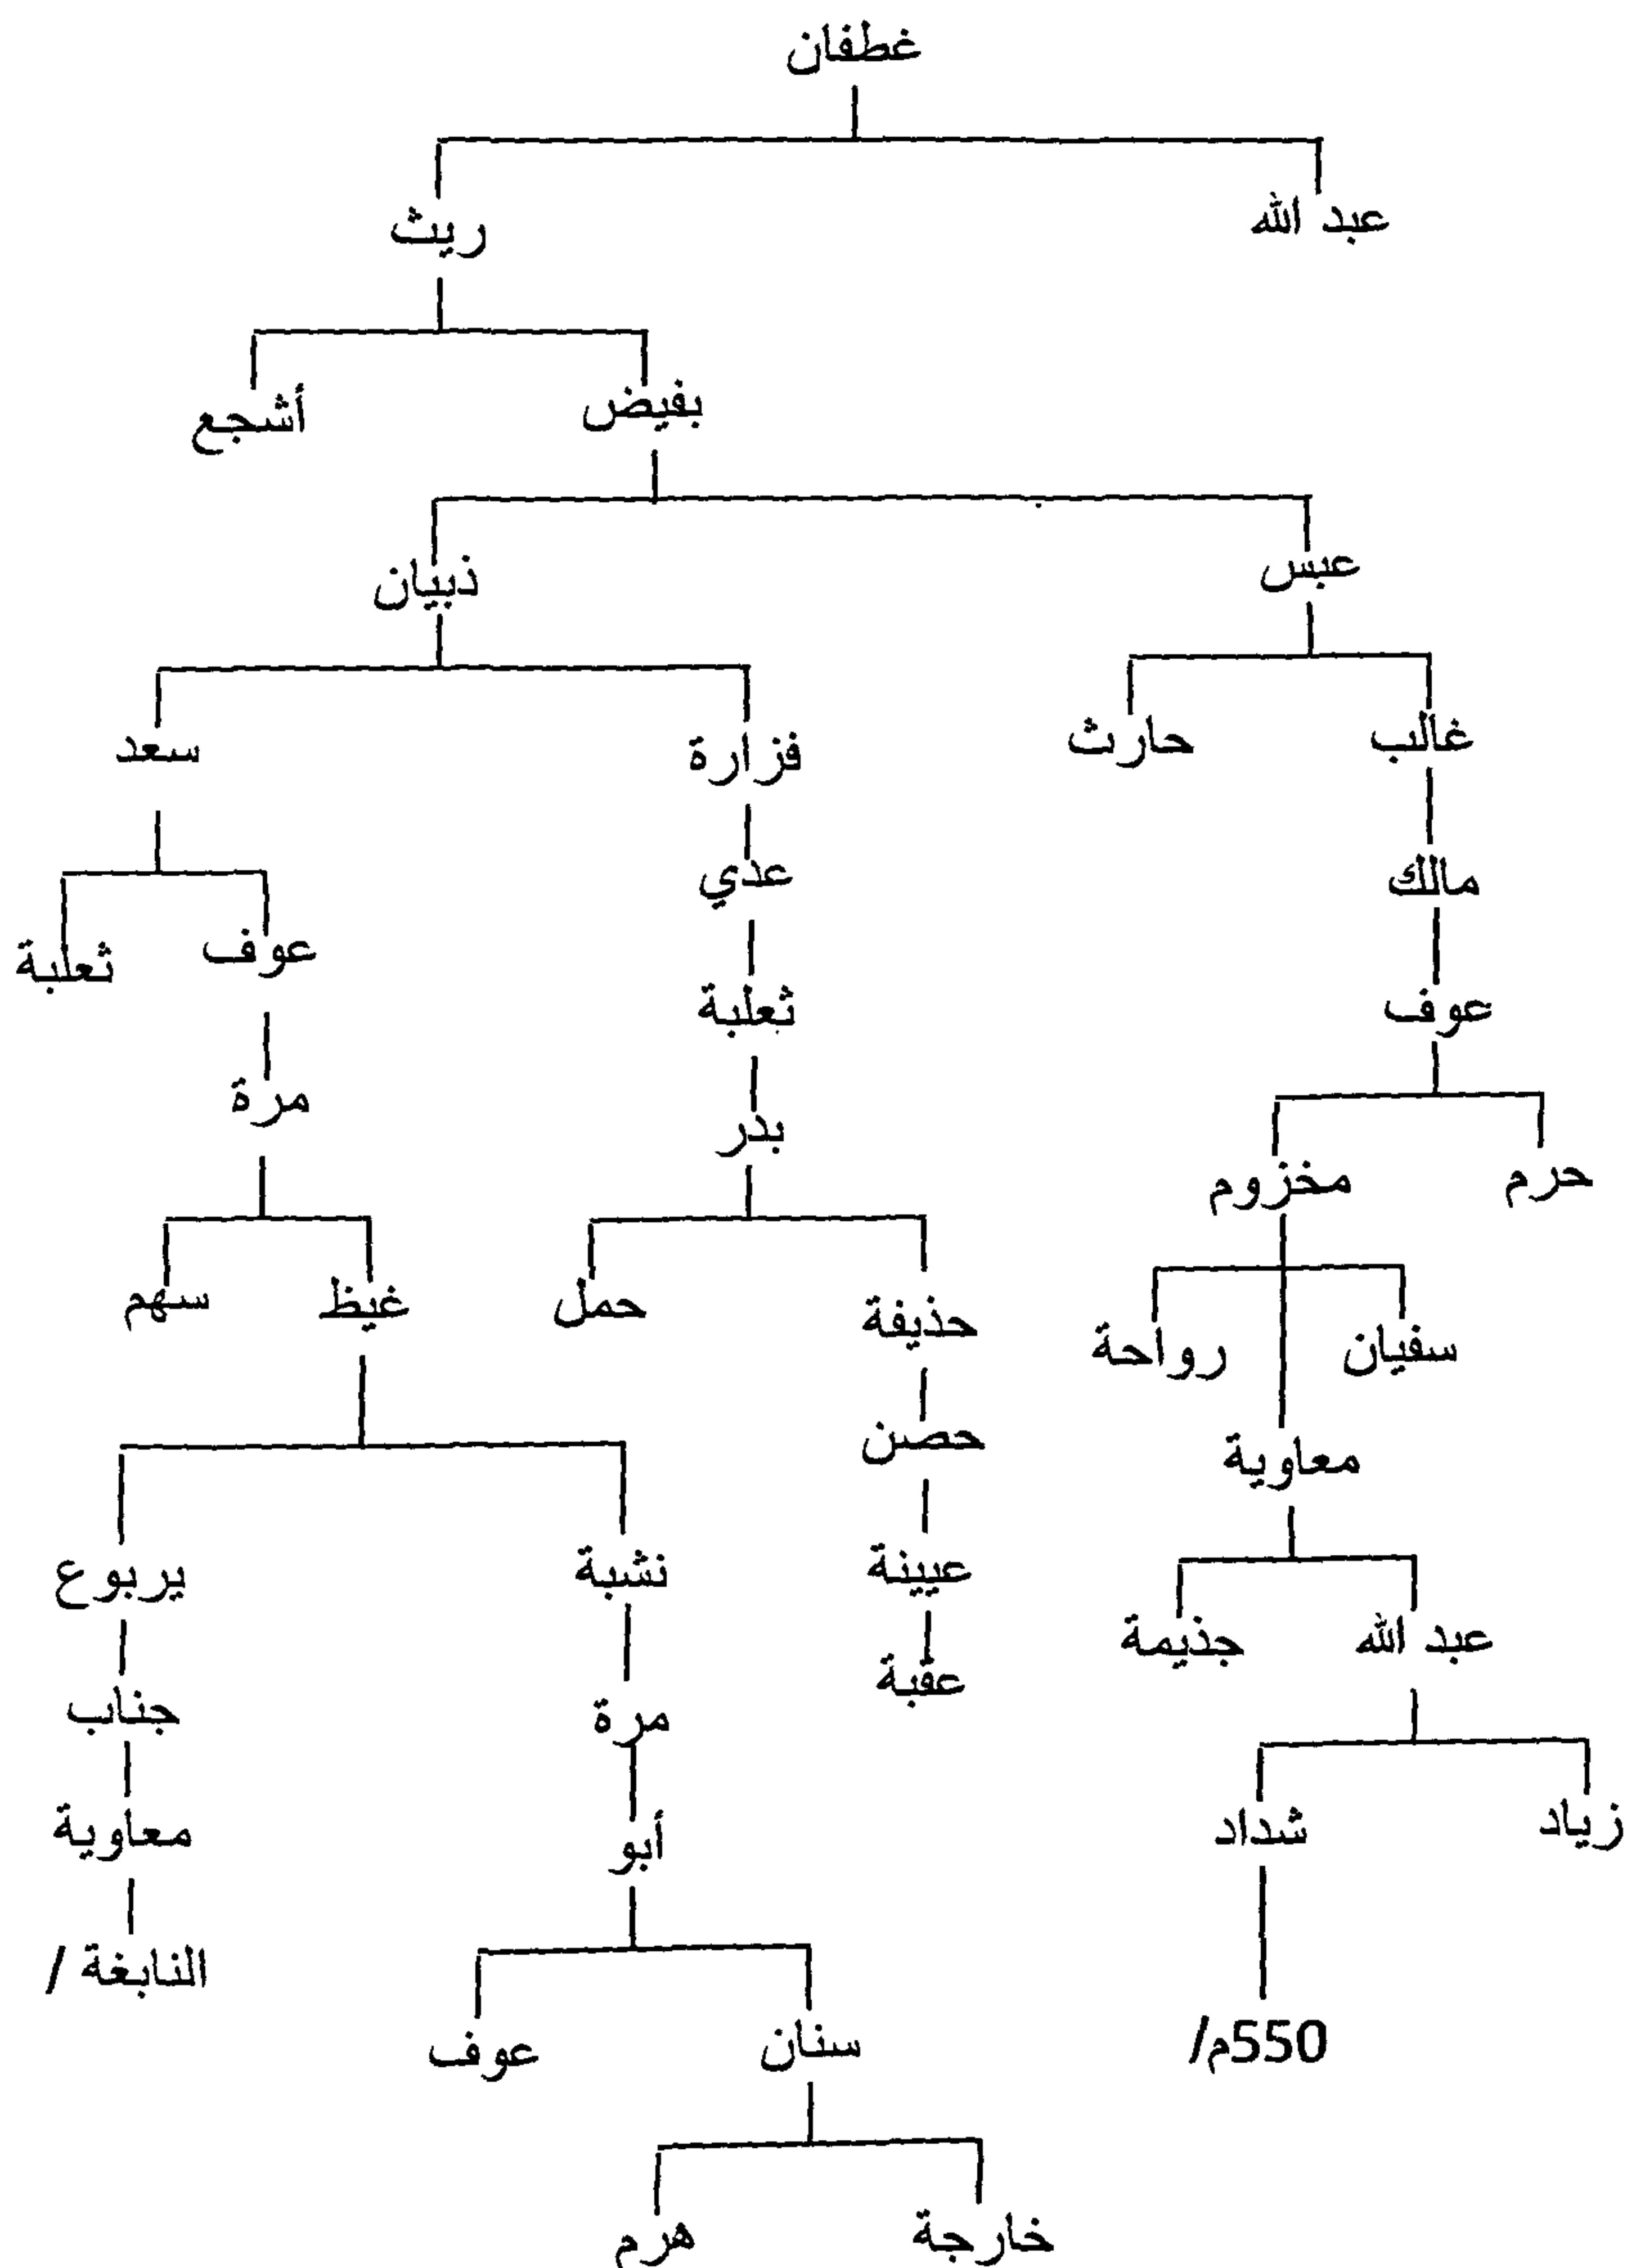 غطفان
عبد الله
ريث
بفيض
أشجع
عبس
ذبيان
غالب
حارث
فزارة
سعد
مالك
عدي
عوف
ثعلبة
عوف
ثعلبة
مرة
بدر
حرم
مخزوم
حذيفة
حمل
غيظ
سهم
سفيان
رواحة
حصن
معاوية
عيينة
نشبة
يربوع
عبد الله
جذيمة
عقبة
مرة
جناب
زياد
شداد
أبو
معاوية
النابغة /
550م/
سنان
عوف
خارجة
هرم